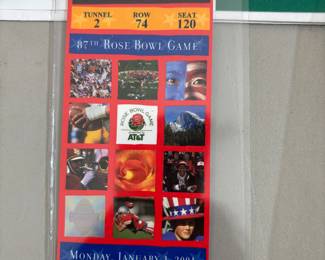 TUNNEL ROW SEAT
2 74 120
87TH ROSE BOWL GAME
ROSE BOWL GAME
AT&T
MONDAY, JANUARY 1, 2001